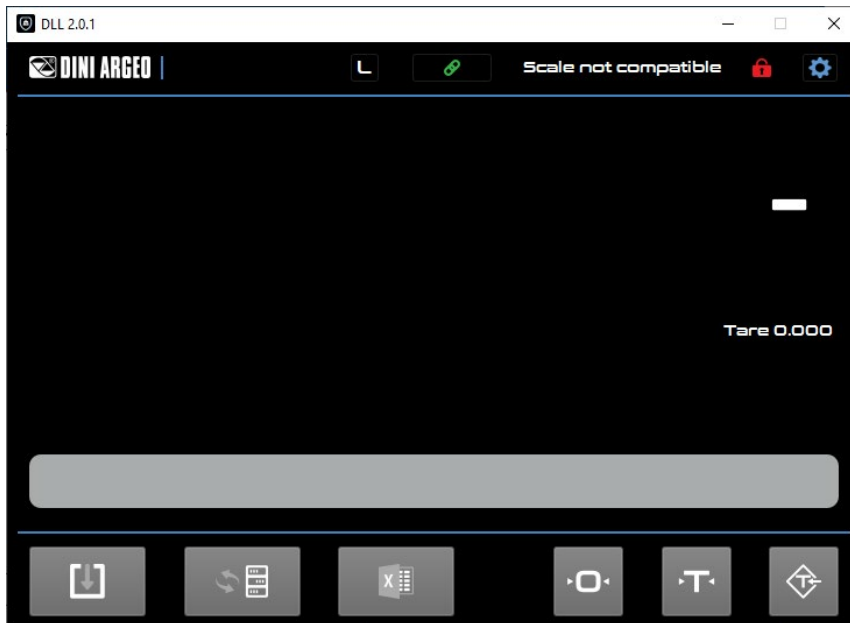 DLL 2.0.1
DINI ARGEO
L
Scale not compatible
Tare 0.000
X
O
T
T